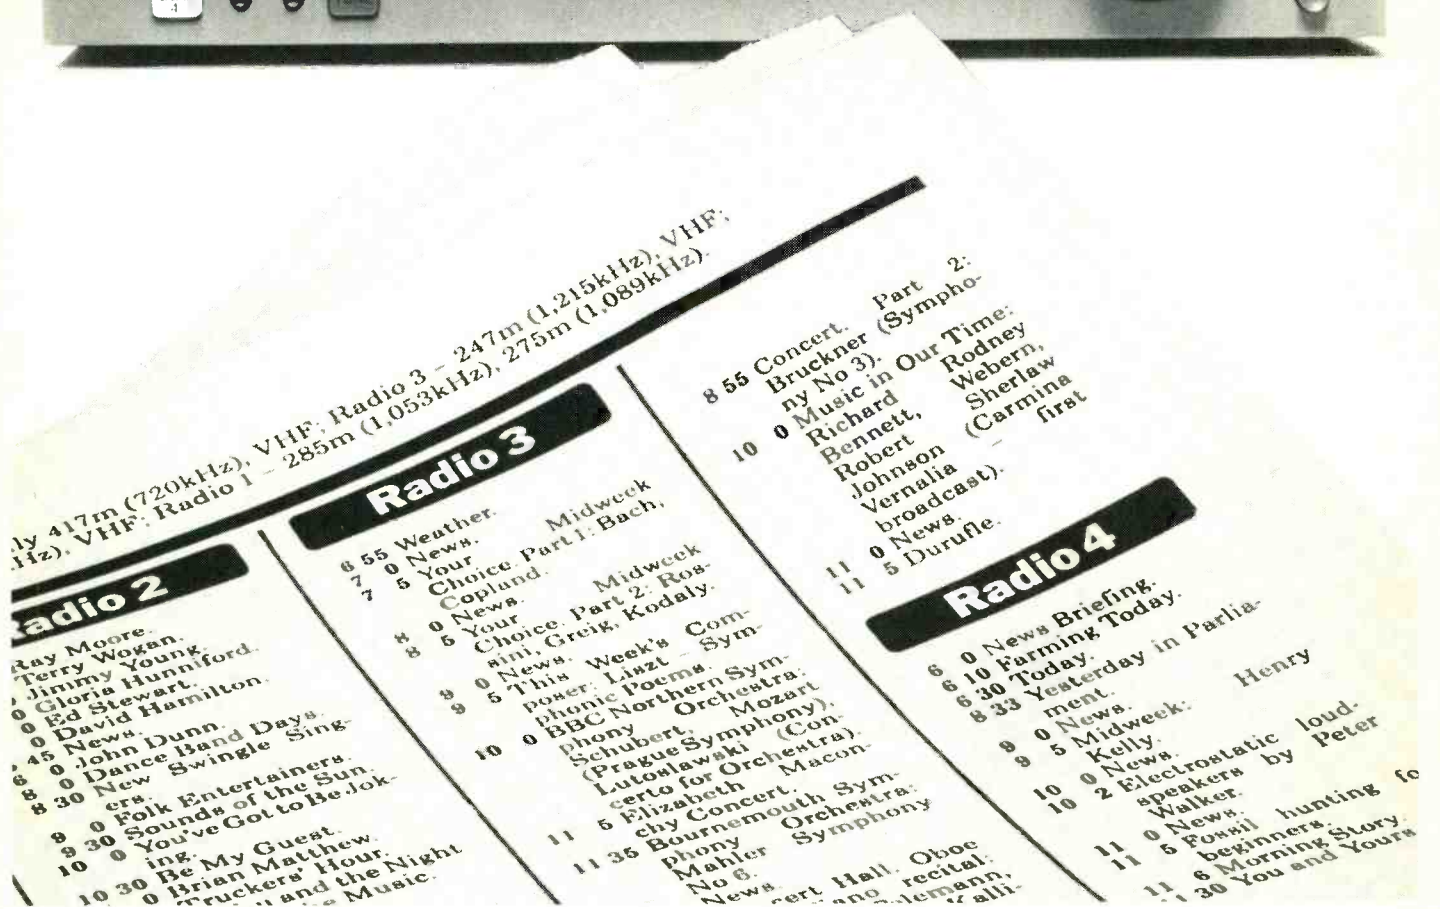 4
ly 417m (720kHz), VHF; Radio 3 – 247m (1,215kHz), VHF;
Hz), VHF; Radio 1 – 285m (1,053kHz), 275m (1,089kHz).
Radio 2
Ray Moore.
Terry Wogan.
Jimmy Young.
0 Gloria Hunniford.
0 Ed Stewart.
0 David Hamilton.
45 News.
6 0 John Dunn.
8 0 Dance Band Days.
8 30 New Swingle Sing-
ers.
9 0 Folk Entertainers.
9 30 Sounds of the Sun.
10 0 You've Got to Be Jok-
ing.
10 30 Be My Guest.
0 Brian Matthew.
Truckers' Hour.
and the Night
Music.
Radio 3
6 55 Weather.
7 0 News.
7 5 Your Midweek
Choice. Part 1: Bach,
Copland.
8 0 News.
8 5 Your Midweek
Choice. Part 2: Ros-
sini, Greig, Kodaly.
9 0 News.
9 5 This Week's Com-
poser: Liszt – Sym-
phonic Poems.
10 0 BBC Northern Sym-
phony Orchestra:
Schubert, Mozart
(Prague Symphony),
Lutoslawski (Con-
certo for Orchestra).
11 5 Elizabeth Macon-
chy Concert.
11 35 Bournemouth Sym-
phony Orchestra:
Mahler Symphony
No 6.
News.
cert Hall. Oboe
ano recital:
lemann,
Kalli-
8 55 Concert. Part 2:
Bruckner (Sympho-
ny No 3).
10 0 Music in Our Time:
Richard Rodney
Bennett, Webern,
Robert Sherlaw
Johnson (Carmina
Vernalia – first
broadcast).
11 0 News.
11 5 Durufle.
Radio 4
6 0 News Briefing.
6 10 Farming Today.
6 30 Today.
8 33 Yesterday in Parlia-
ment.
9 0 News.
9 5 Midweek: Henry
Kelly.
10 0 News.
10 2 Electrostatic loud-
speakers by Peter
Walker.
11 0 News.
11 5 Fossil hunting fo
beginners.
11 6 Morning Story.
11 30 You and Yours